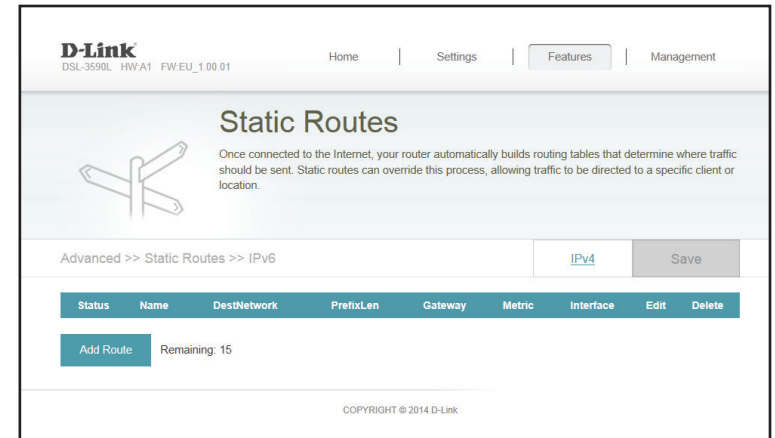 D-Link
DSL-3590L HW:A1 FW:EU_1.00.01
Home | Settings | Features | Management
Static Routes
Once connected to the Internet, your router automatically builds routing tables that determine where traffic
should be sent. Static routes can override this process, allowing traffic to be directed to a specific client or
location.
Advanced >> Static Routes >> IPv6
IPv4
Save
Status Name DestNetwork PrefixLen Gateway Metric Interface Edit Delete
Add Route Remaining: 15
COPYRIGHT © 2014 D-Link